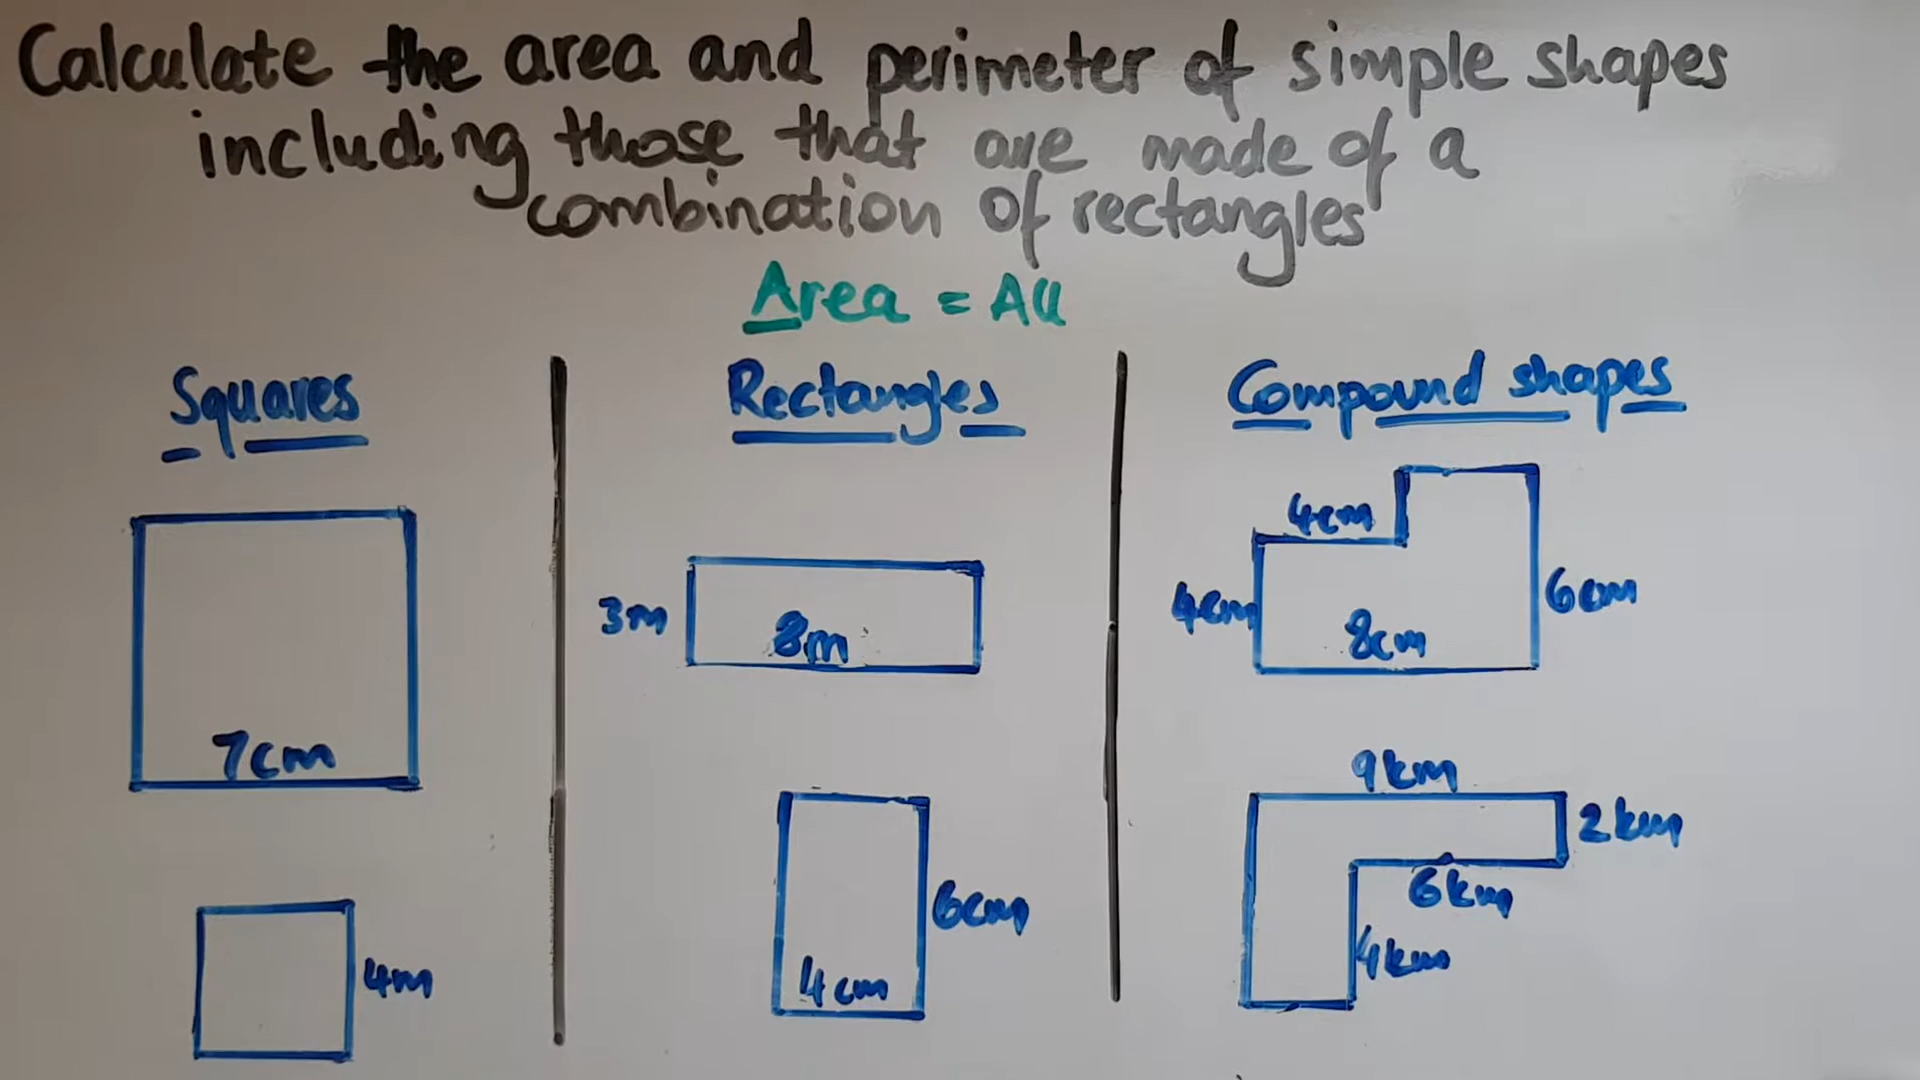 Calculate the area and perimeter of simple shapes
including those that are made of a
combination of rectangles
Area = All
Squares
Rectangles
Compound shapes
4cm
4cm
6cm
8cm
3m
8m
7cm
9km
2km
6km
4km
6cm
4cm
4m